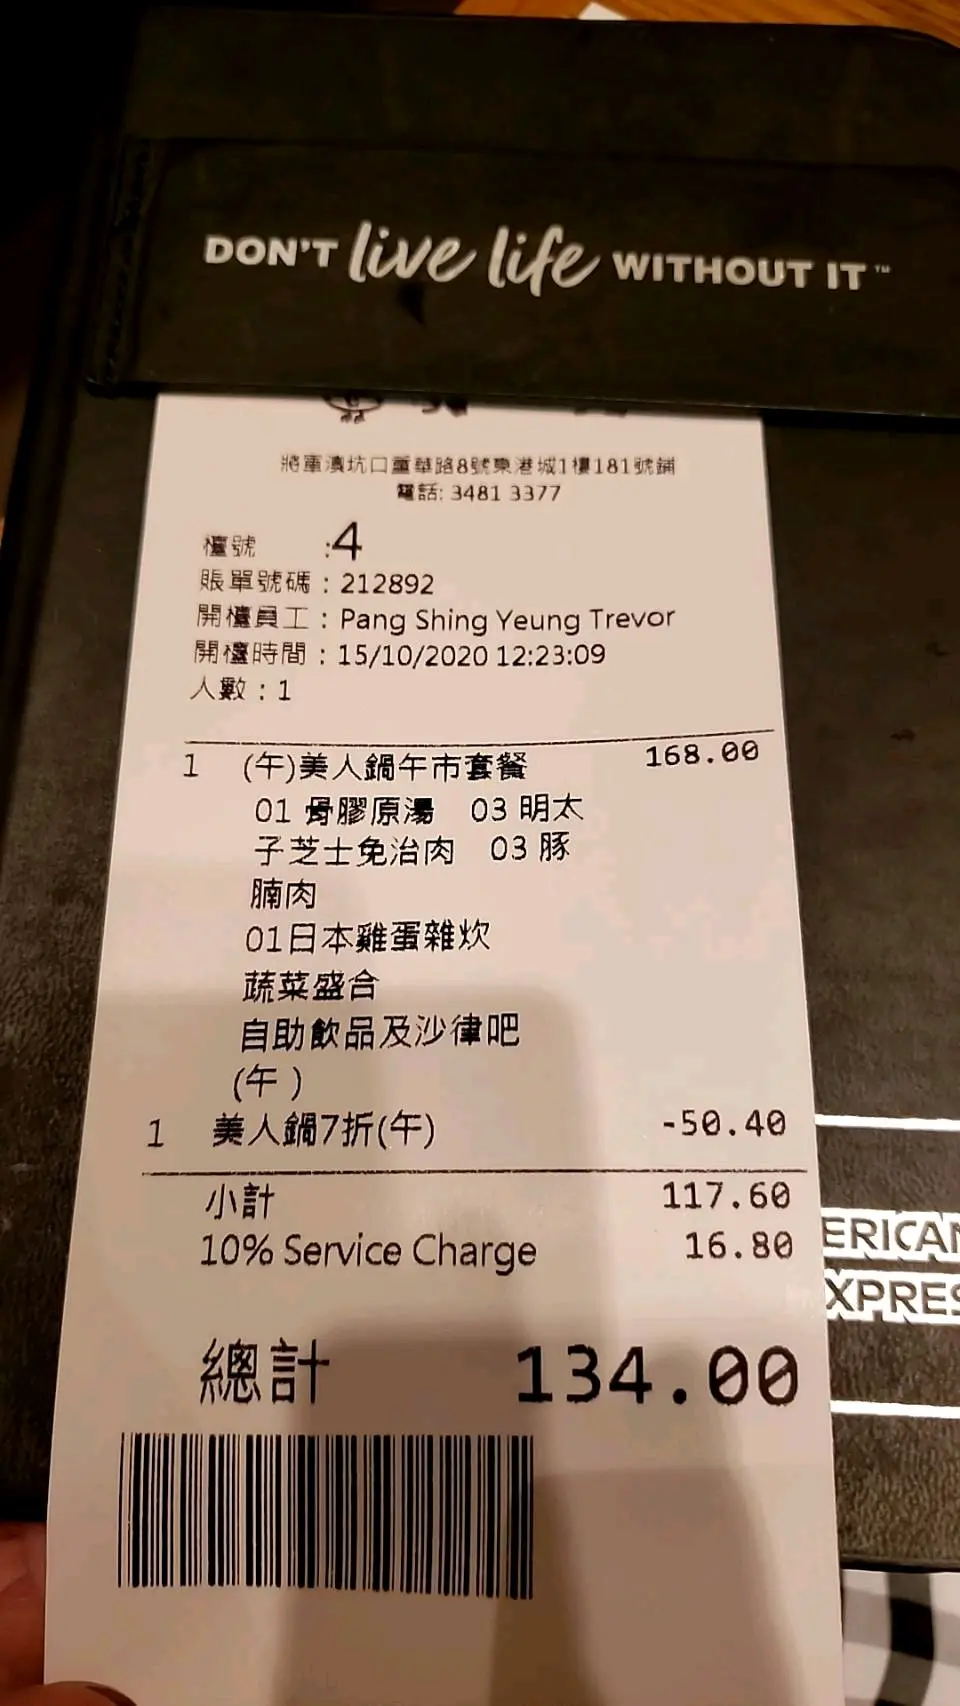 DON'T live life WITHOUT IT™
將軍澳坑口重華路8號東港城1樓181號鋪
電話: 3481 3377
檯號 :4
賬單號碼 : 212892
開檯員工 : Pang Shing Yeung Trevor
開檯時間 : 15/10/2020 12:23:09
人數 : 1
1 (午)美人鍋午市套餐 168.00
01 骨膠原湯 03 明太
子芝士免治肉 03 豚
腩肉
01日本雞蛋雜炊
蔬菜盛合
自助飲品及沙律吧
(午 )
1 美人鍋7折(午) -50.40
小計 117.60
10% Service Charge 16.80
ERICAN
XPRES
總計 134.00